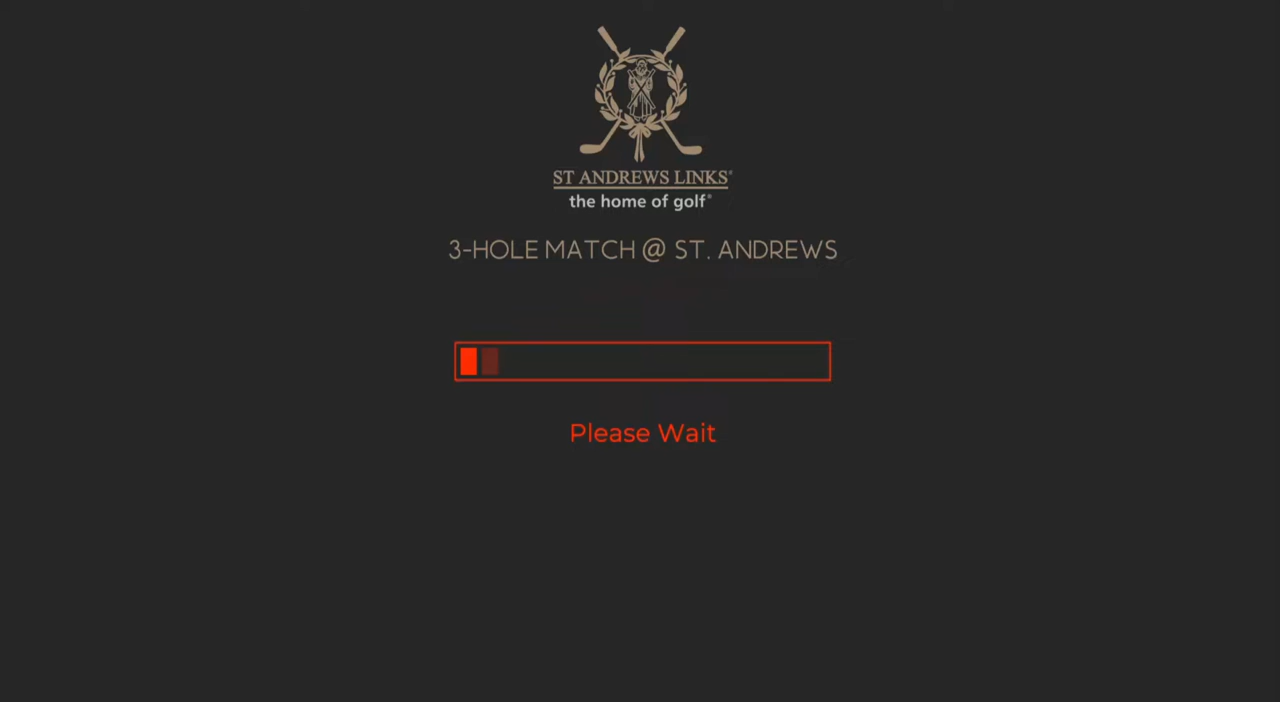 ST ANDREWS LINKS®
the home of golf®
3-HOLE MATCH @ ST. ANDREWS
Please Wait